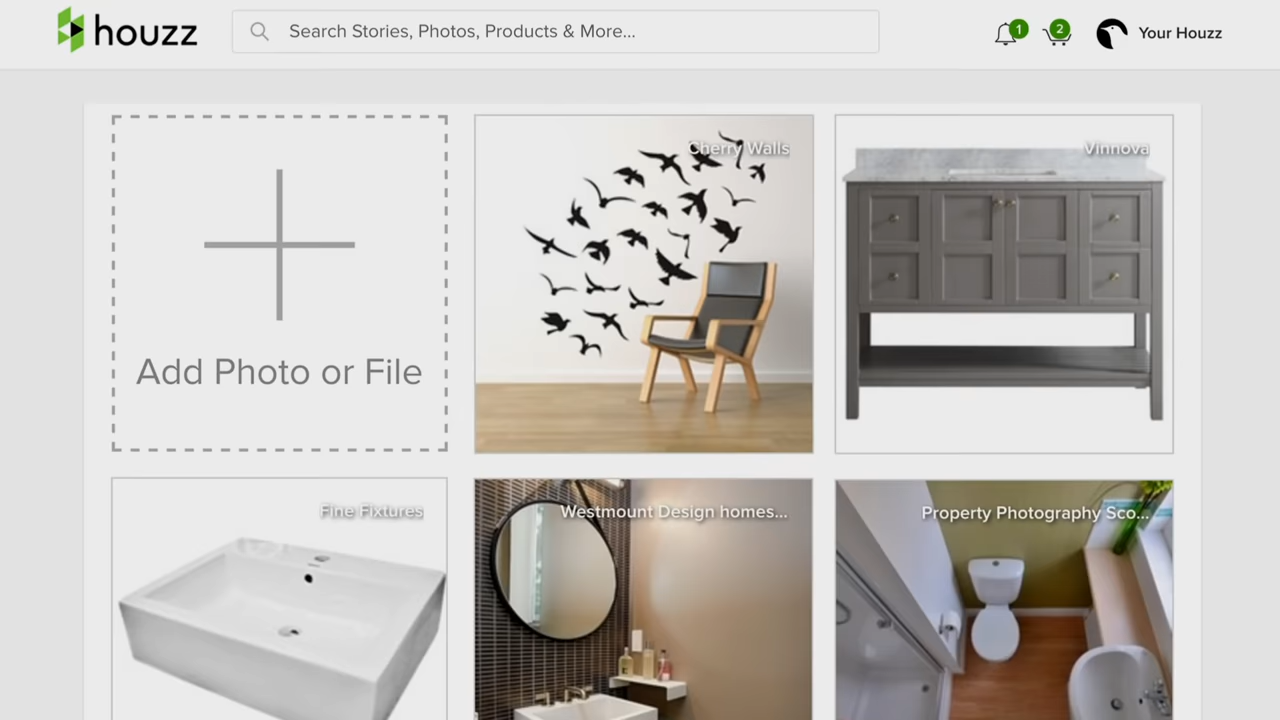 houzz
Search Stories, Photos, Products & More...
1
2
Your Houzz
Add Photo or File
Cherry Walls
Vinnova
Fine Fixtures
Westmount Design homes...
Property Photography Sco...